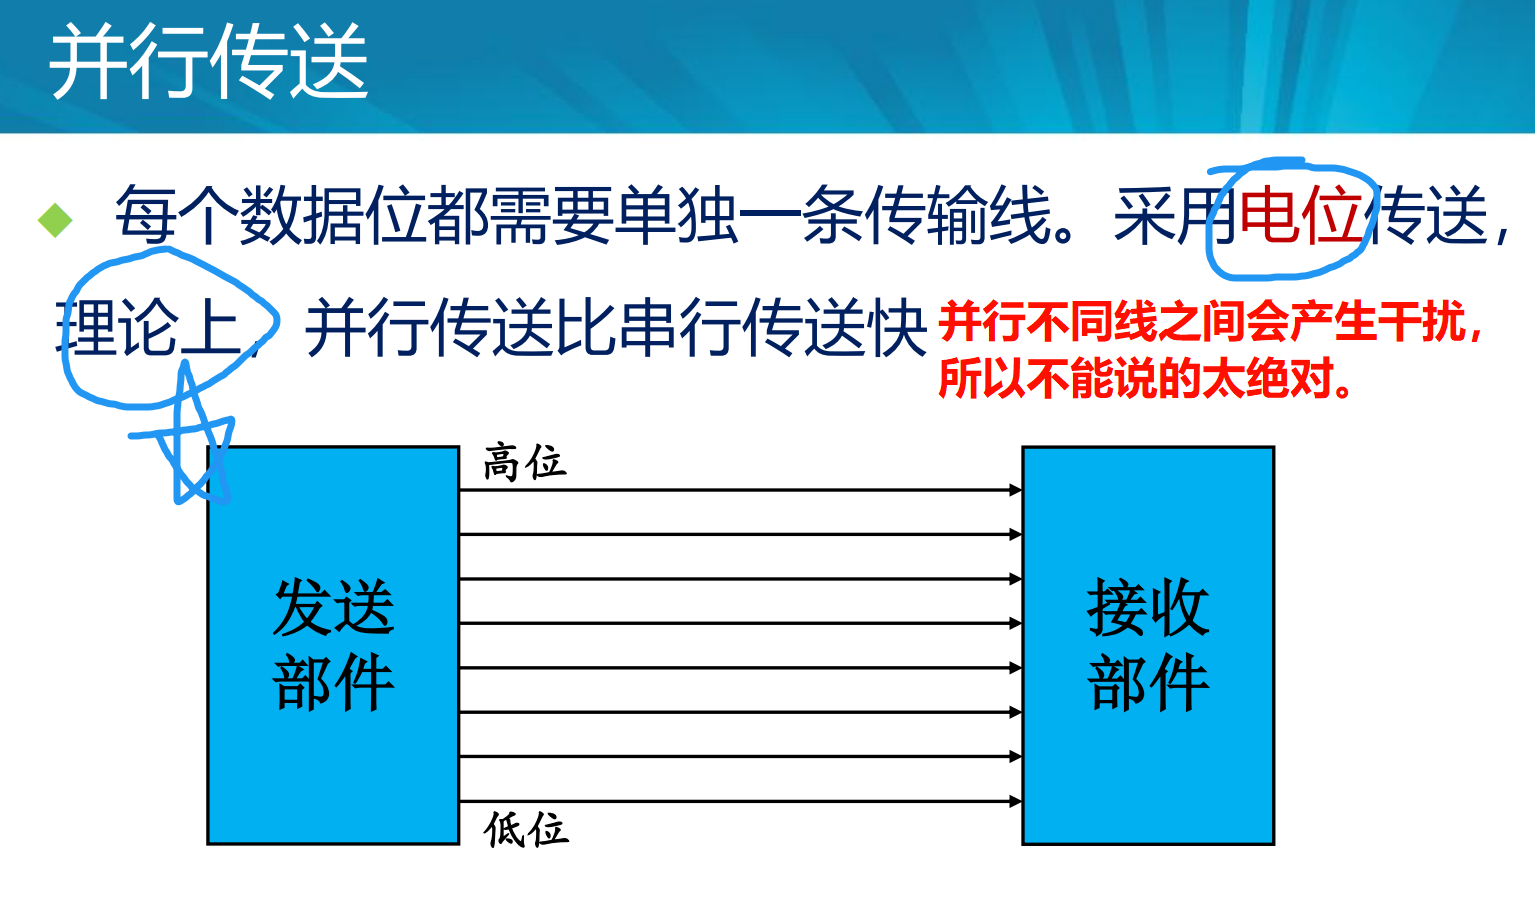 并行传送
每个数据位都需要单独一条传输线。采用电位传送，
理论上，并行传送比串行传送快
并行不同线之间会产生干扰，
所以不能说的太绝对。
高位
发送
部件
接收
部件
低位